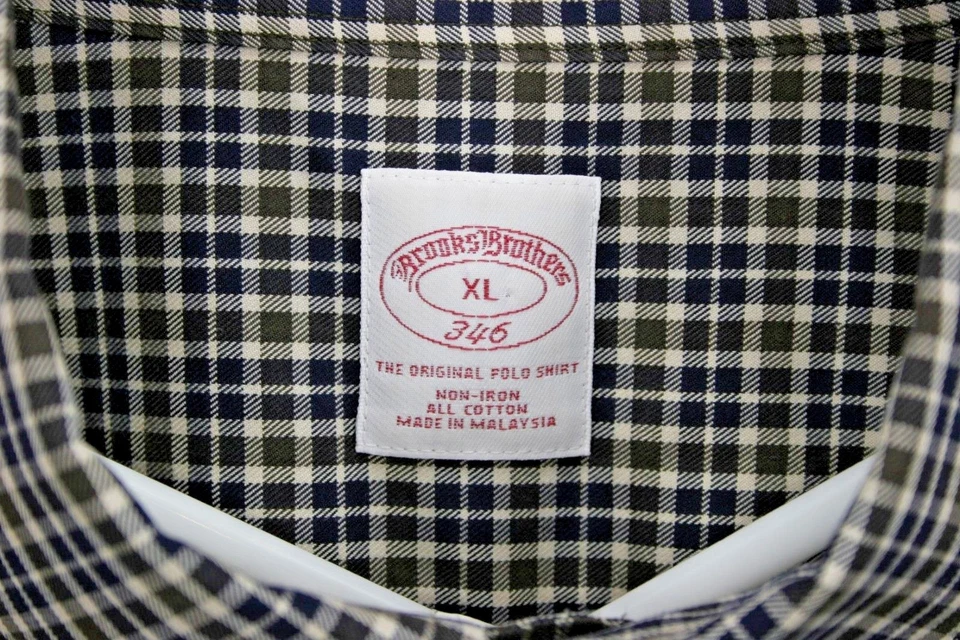 Brooks Brothers
XL
346
THE ORIGINAL POLO SHIRT
NON-IRON
ALL COTTON
MADE IN MALAYSIA